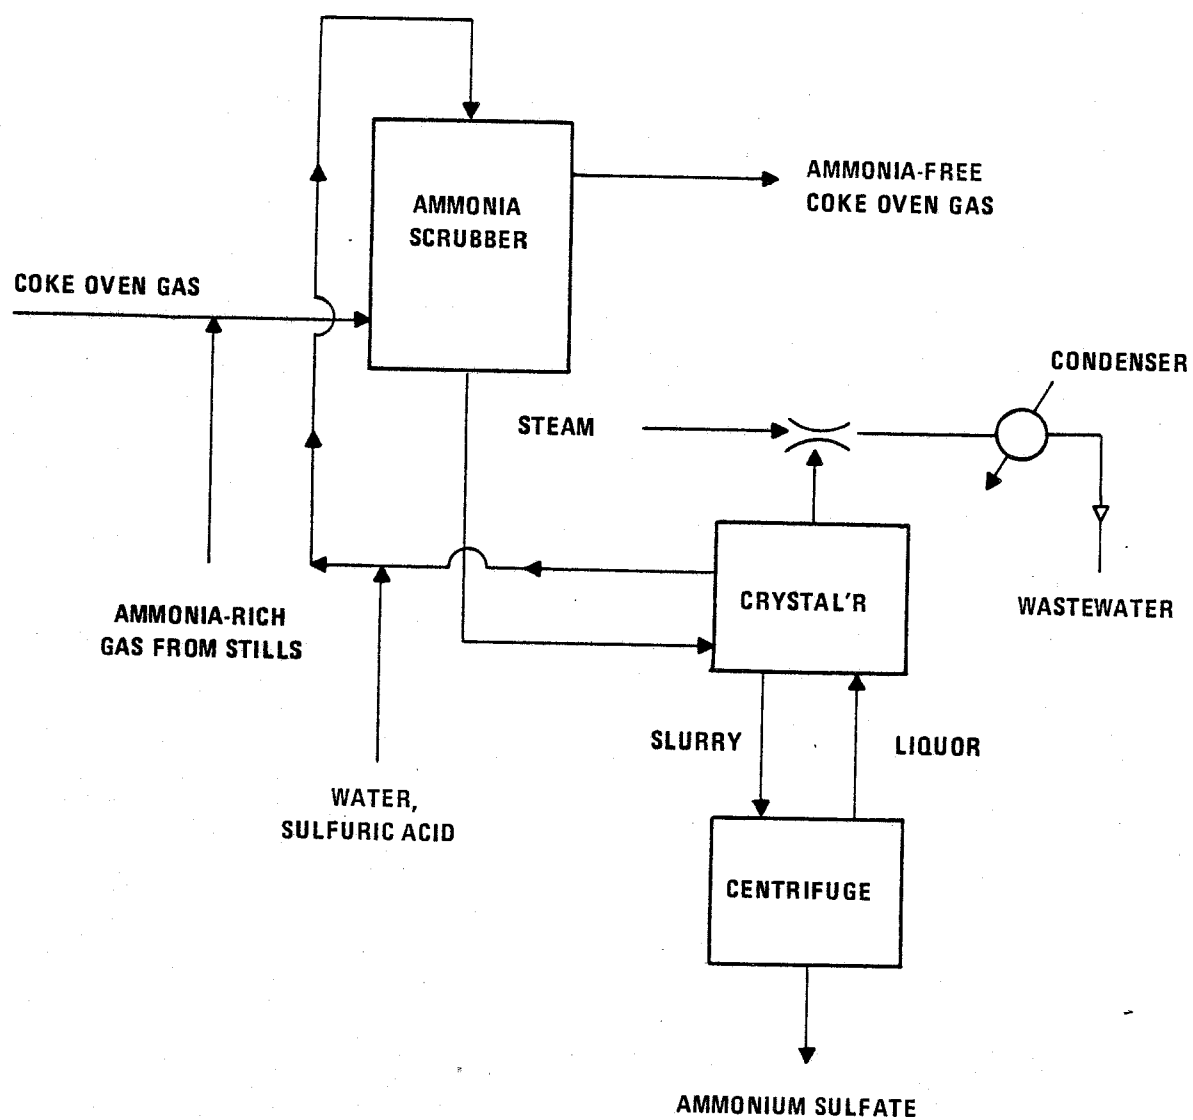 AMMONIA-FREE
COKE OVEN GAS
AMMONIA
SCRUBBER
COKE OVEN GAS
CONDENSER
STEAM
CRYSTAL'R
WASTEWATER
AMMONIA-RICH
GAS FROM STILLS
SLURRY
LIQUOR
WATER,
SULFURIC ACID
CENTRIFUGE
AMMONIUM SULFATE